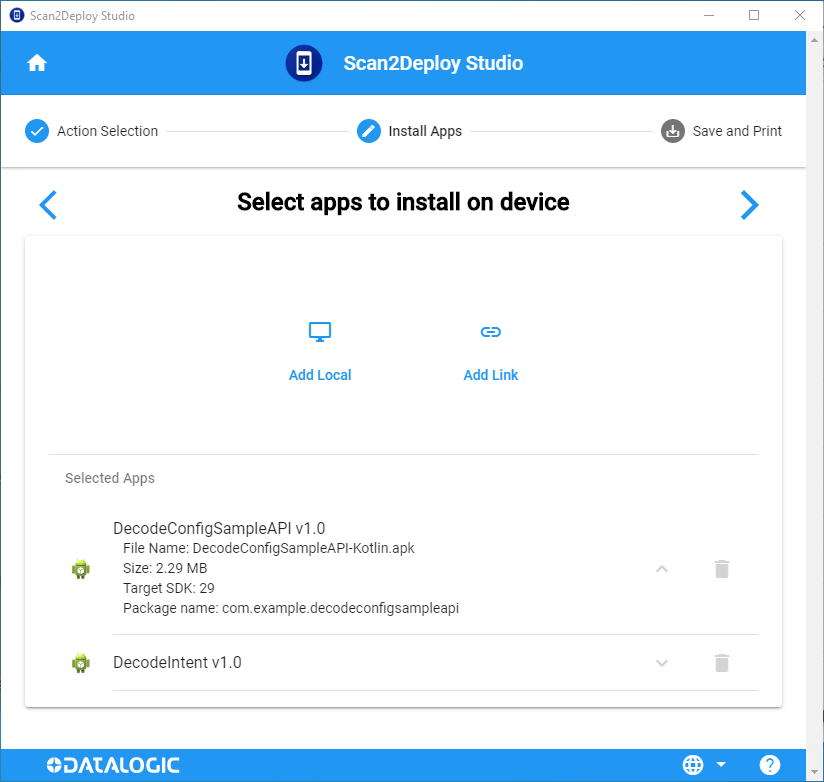 Scan2Deploy Studio
Scan2Deploy Studio
Action Selection
Install Apps
Save and Print
Select apps to install on device
Add Local
Add Link
Selected Apps
DecodeConfigSampleAPI v1.0
File Name: DecodeConfigSampleAPI-Kotlin.apk
Size: 2.29 MB
Target SDK: 29
Package name: com.example.decodeconfigsampleapi
DecodeIntent v1.0
DATALOGIC